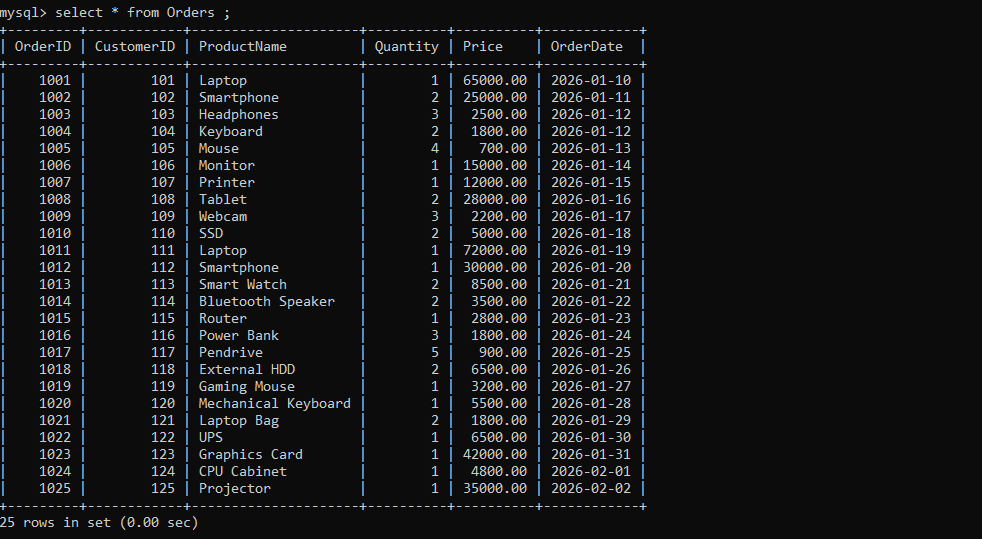 mysql> select * from Orders ;
+---------+------------+---------------------+----------+----------+------------+
| OrderID | CustomerID | ProductName         | Quantity | Price    | OrderDate  |
+---------+------------+---------------------+----------+----------+------------+
|    1001 |        101 | Laptop              |        1 | 65000.00 | 2026-01-10 |
|    1002 |        102 | Smartphone          |        2 | 25000.00 | 2026-01-11 |
|    1003 |        103 | Headphones          |        3 |  2500.00 | 2026-01-12 |
|    1004 |        104 | Keyboard            |        2 |  1800.00 | 2026-01-12 |
|    1005 |        105 | Mouse               |        4 |   700.00 | 2026-01-13 |
|    1006 |        106 | Monitor             |        1 | 15000.00 | 2026-01-14 |
|    1007 |        107 | Printer             |        1 | 12000.00 | 2026-01-15 |
|    1008 |        108 | Tablet              |        2 | 28000.00 | 2026-01-16 |
|    1009 |        109 | Webcam              |        3 |  2200.00 | 2026-01-17 |
|    1010 |        110 | SSD                 |        2 |  5000.00 | 2026-01-18 |
|    1011 |        111 | Laptop              |        1 | 72000.00 | 2026-01-19 |
|    1012 |        112 | Smartphone          |        1 | 30000.00 | 2026-01-20 |
|    1013 |        113 | Smart Watch         |        2 |  8500.00 | 2026-01-21 |
|    1014 |        114 | Bluetooth Speaker   |        2 |  3500.00 | 2026-01-22 |
|    1015 |        115 | Router              |        1 |  2800.00 | 2026-01-23 |
|    1016 |        116 | Power Bank          |        3 |  1800.00 | 2026-01-24 |
|    1017 |        117 | Pendrive            |        5 |   900.00 | 2026-01-25 |
|    1018 |        118 | External HDD        |        2 |  6500.00 | 2026-01-26 |
|    1019 |        119 | Gaming Mouse        |        1 |  3200.00 | 2026-01-27 |
|    1020 |        120 | Mechanical Keyboard |        1 |  5500.00 | 2026-01-28 |
|    1021 |        121 | Laptop Bag          |        2 |  1800.00 | 2026-01-29 |
|    1022 |        122 | UPS                 |        1 |  6500.00 | 2026-01-30 |
|    1023 |        123 | Graphics Card       |        1 | 42000.00 | 2026-01-31 |
|    1024 |        124 | CPU Cabinet         |        1 |  4800.00 | 2026-02-01 |
|    1025 |        125 | Projector           |        1 | 35000.00 | 2026-02-02 |
+---------+------------+---------------------+----------+----------+------------+
25 rows in set (0.00 sec)